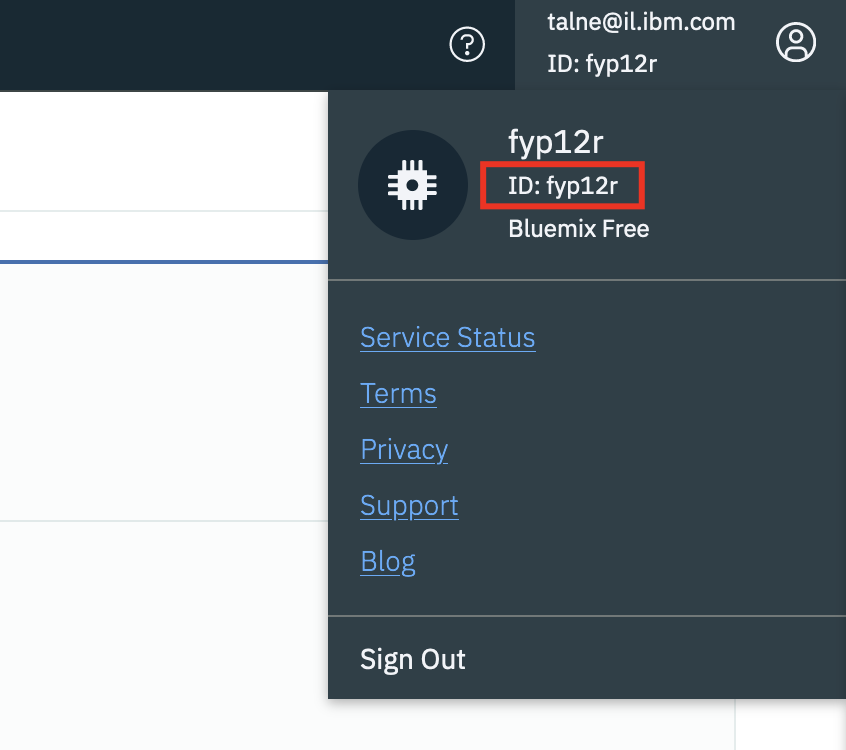 talne@il.ibm.com
ID: fyp12r
fyp12r
ID: fyp12r
Bluemix Free
Service Status
Terms
Privacy
Support
Blog
Sign Out